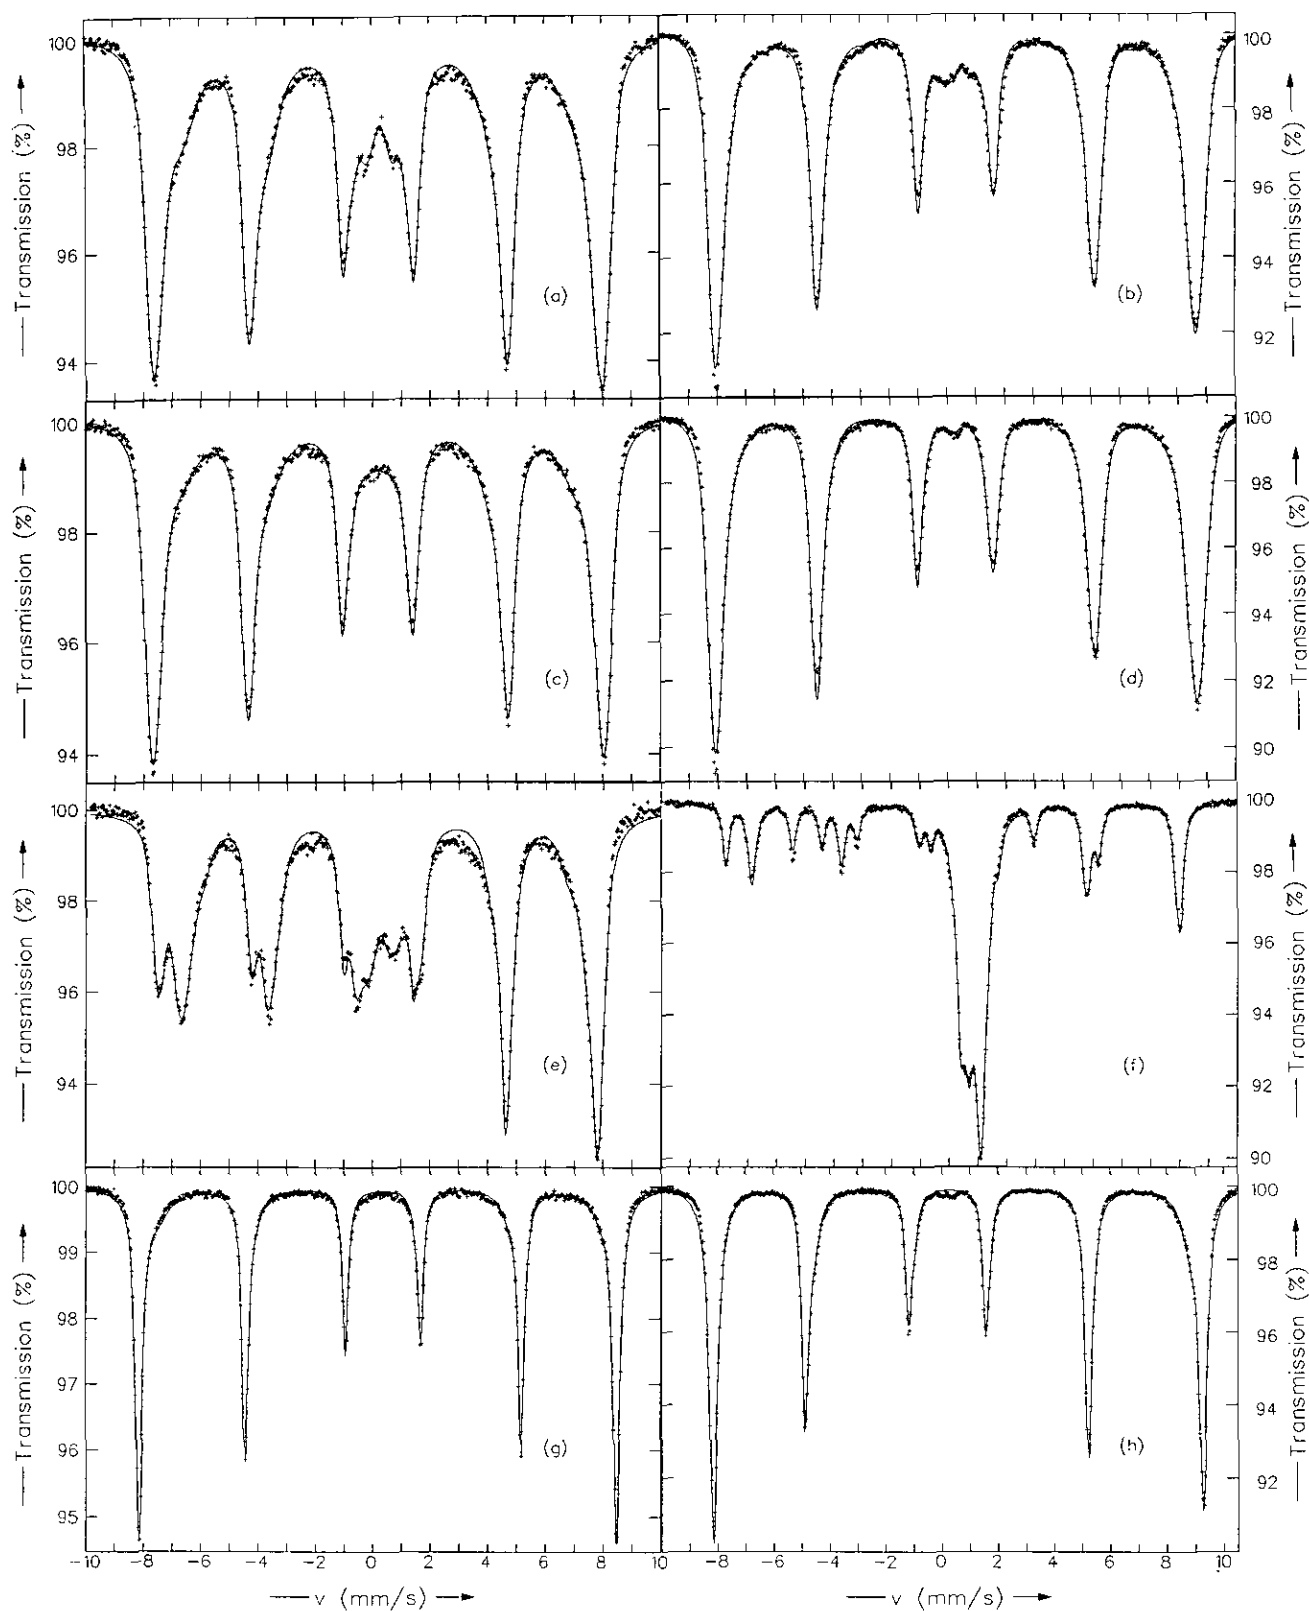 100
98
96
94
Transmission (%)
(a)
100
98
96
94
92
Transmission (%)
(b)
100
98
96
94
Transmission (%)
(c)
100
98
96
94
92
90
Transmission (%)
(d)
100
98
96
94
Transmission (%)
(e)
100
98
96
94
92
90
Transmission (%)
(f)
100
99
98
97
96
95
Transmission (%)
(g)
100
98
96
94
92
Transmission (%)
(h)
-10 -8 -6 -4 -2 0 2 4 6 8 10
-8 -6 -4 -2 0 2 4 6 8 10
v (mm/s)
v (mm/s)